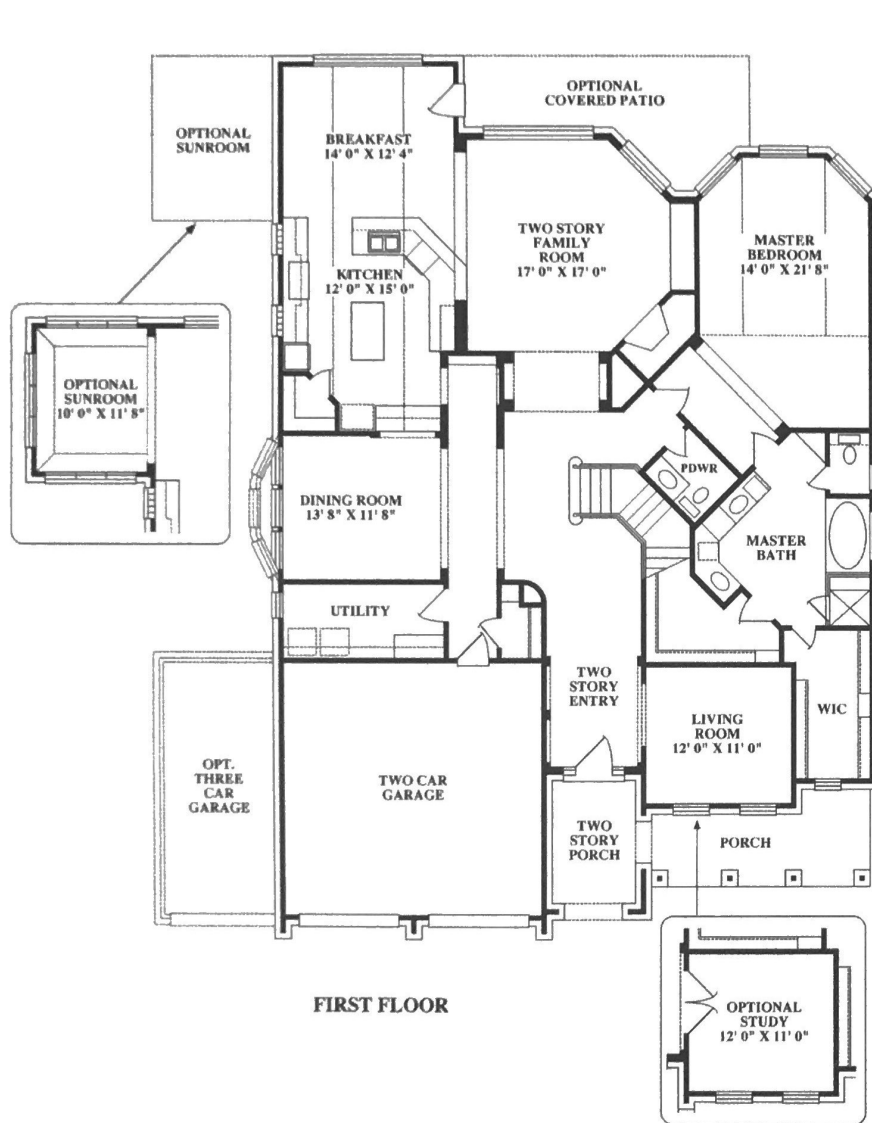 OPTIONAL
COVERED PATIO
OPTIONAL
SUNROOM
BREAKFAST
14' 0" X 12' 4"
TWO STORY
FAMILY
ROOM
17' 0" X 17' 0"
MASTER
BEDROOM
14' 0" X 21' 8"
KITCHEN
12' 0" X 15' 0"
OPTIONAL
SUNROOM
10' 0" X 11' 8"
PDWR
DINING ROOM
13' 8" X 11' 8"
MASTER
BATH
UTILITY
TWO
STORY
ENTRY
LIVING
ROOM
12' 0" X 11' 0"
WIC
OPT.
THREE
CAR
GARAGE
TWO CAR
GARAGE
TWO
STORY
PORCH
PORCH
FIRST FLOOR
OPTIONAL
STUDY
12' 0" X 11' 0"